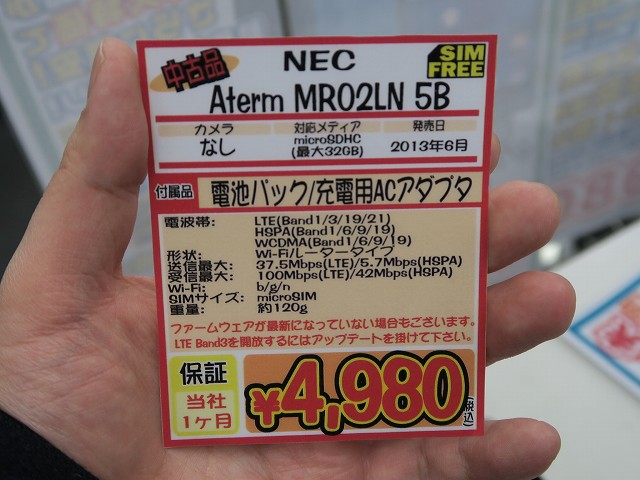 中古品
NEC
SIM FREE
Aterm MR02LN 5B
カメラ 対応メディア 発売日
なし microSDHC (最大32GB) 2013年6月
付属品 電池パック/充電用ACアダプタ
電波帯: LTE(Band1/3/19/21)
HSPA(Band1/6/9/19)
WCDMA(Band1/6/9/19)
形状: Wi-Fi/ルータータイプ
送信最大: 37.5Mbps(LTE)/5.7Mbps(HSPA)
受信最大: 100Mbps(LTE)/42Mbps(HSPA)
Wi-Fi: b/g/n
SIMサイズ: microSIM
重量: 約120g
ファームウェアが最新になっていない場合もございます。
LTE Band3を開放するにはアップデートを掛けて下さい。
保証
当社
1ヶ月
¥4,980 (税込)